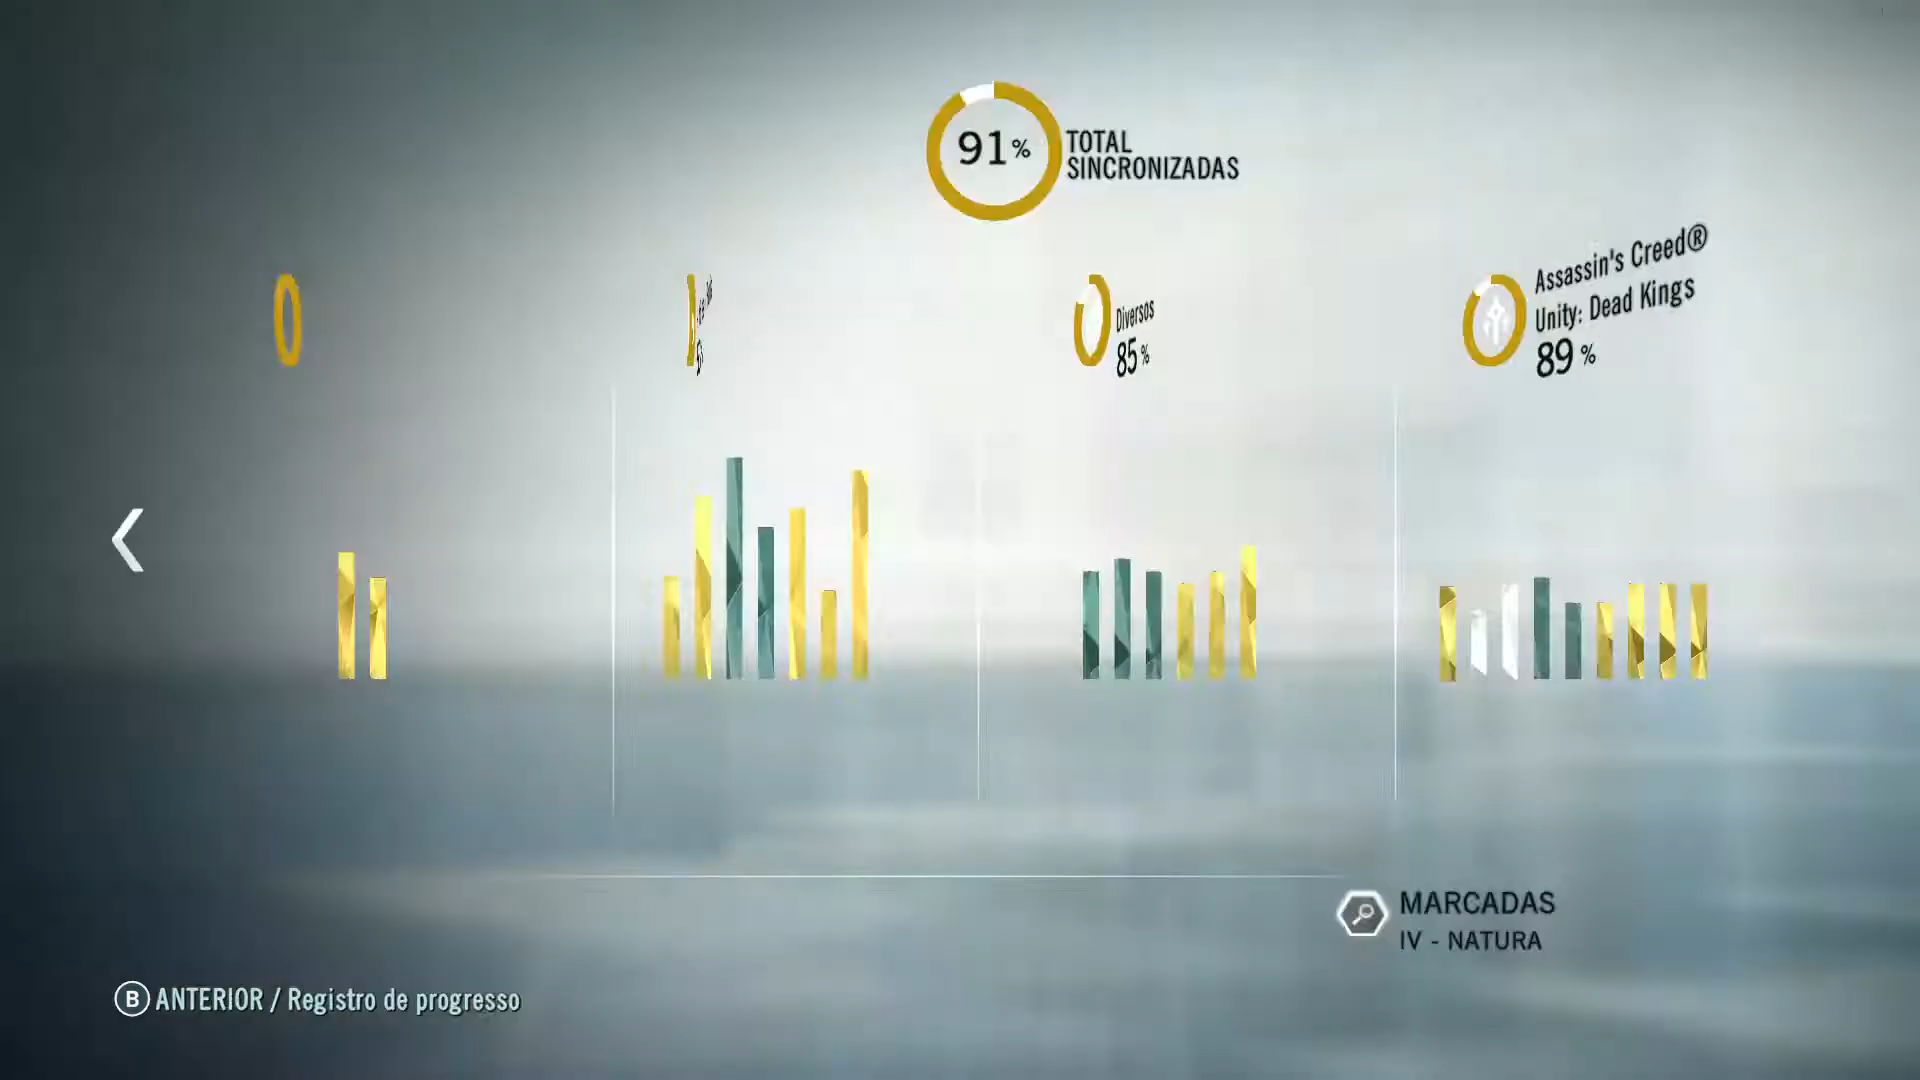 91%
TOTAL
SINCRONIZADAS
Diversos
85%
Assassin's Creed®
Unity: Dead Kings
89 %
MARCADAS
IV - NATURA
B ANTERIOR / Registro de progresso